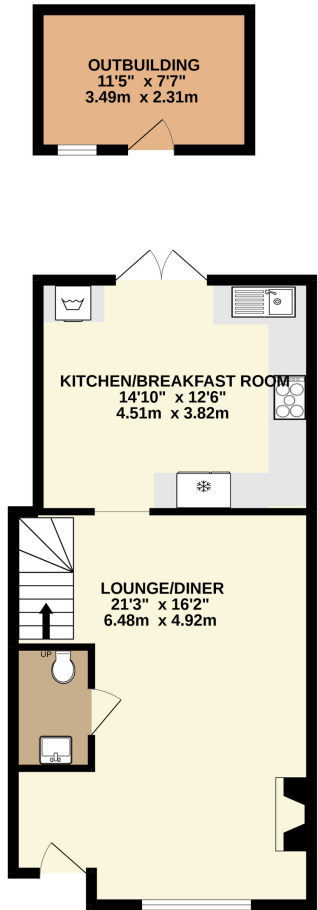 OUTBUILDING
11'5" x 7'7"
3.49m x 2.31m
KITCHEN/BREAKFAST ROOM
14'10" x 12'6"
4.51m x 3.82m
LOUNGE/DINER
21'3" x 16'2"
6.48m x 4.92m
UP